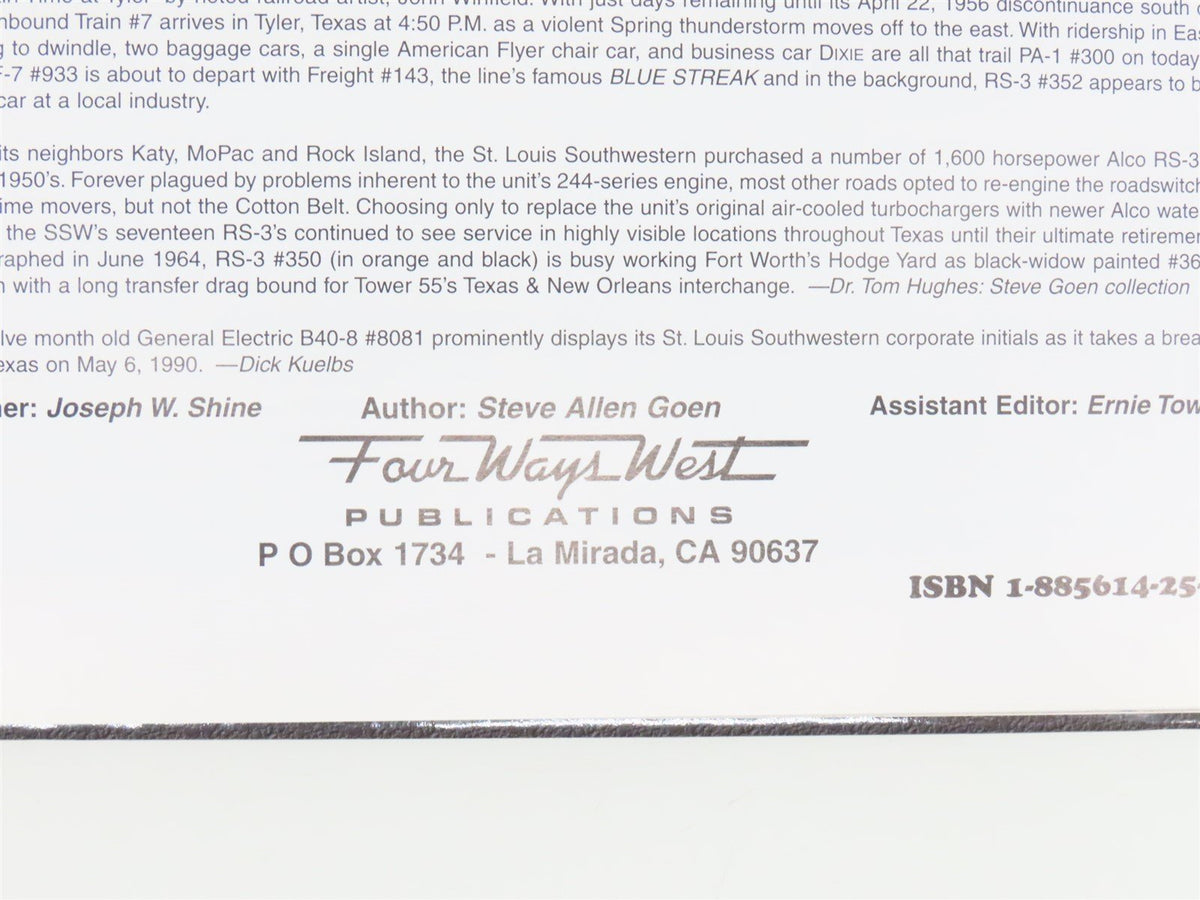 Time at Tyler" by noted railroad artist, John Winfield. With just days remaining until its April 22, 1956 discontinuance south
nbound Train #7 arrives in Tyler, Texas at 4:50 P.M. as a violent Spring thunderstorm moves off to the east. With ridership in Eas
g to dwindle, two baggage cars, a single American Flyer chair car, and business car DIXIE are all that trail PA-1 #300 on today
F-7 #933 is about to depart with Freight #143, the line's famous BLUE STREAK and in the background, RS-3 #352 appears to b
car at a local industry.
its neighbors Katy, MoPac and Rock Island, the St. Louis Southwestern purchased a number of 1,600 horsepower Alco RS-3
1950's. Forever plagued by problems inherent to the unit's 244-series engine, most other roads opted to re-engine the roadswitch
ime movers, but not the Cotton Belt. Choosing only to replace the unit's original air-cooled turbochargers with newer Alco wate
the SSW's seventeen RS-3's continued to see service in highly visible locations throughout Texas until their ultimate retiremen
raphed in June 1964, RS-3 #350 (in orange and black) is busy working Fort Worth's Hodge Yard as black-widow painted #36
n with a long transfer drag bound for Tower 55's Texas & New Orleans interchange. —Dr. Tom Hughes: Steve Goen collection
lve month old General Electric B40-8 #8081 prominently displays its St. Louis Southwestern corporate initials as it takes a brea
exas on May 6, 1990. —Dick Kuelbs
ner: Joseph W. Shine Author: Steve Allen Goen Assistant Editor: Ernie Tow
Four Ways West
PUBLICATIONS
P O Box 1734 - La Mirada, CA 90637
ISBN 1-885614-25-